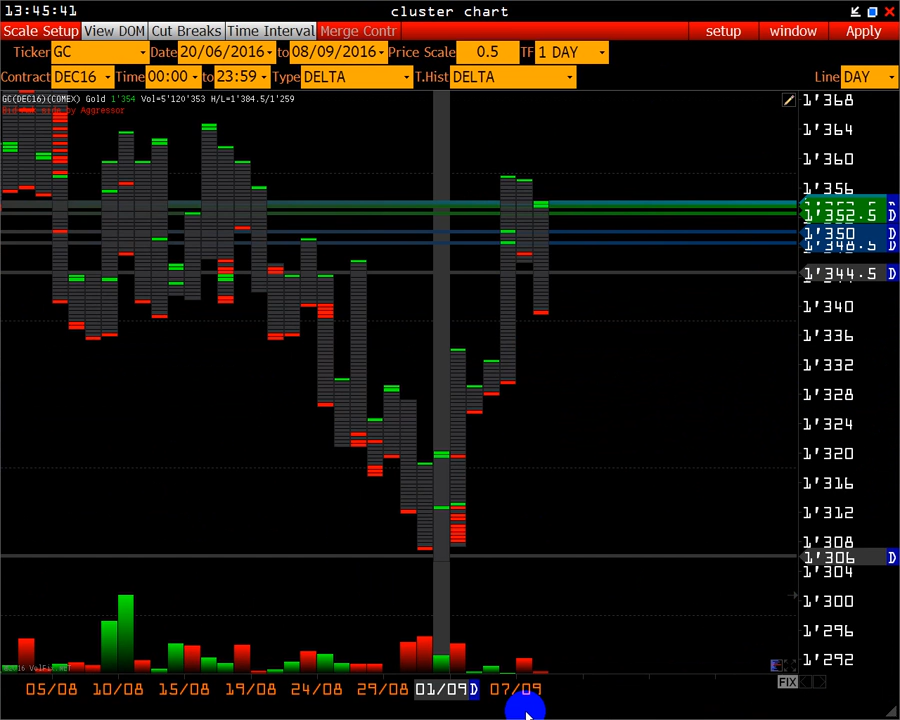 13:45:41 cluster chart
Scale Setup View DOM Cut Breaks Time Interval Merge Contr setup window Apply
Ticker GC Date 20/06/2016 to 08/09/2016 Price Scale 0.5 TF 1 DAY
Contract DEC16 Time 00:00 to 23:59 Type DELTA T.Hist DELTA Line DAY
GC(DEC16)(COMEX) Gold 1'354 Vol=5'120'353 H/L=1'384.5/1'259
by Aggressor
1'368
1'364
1'360
1'356
1'352.5 D
1'350 D
1'348.5 D
1'344.5 D
1'340
1'336
1'332
1'328
1'324
1'320
1'316
1'312
1'308
1'306 D
1'304
1'300
1'296
1'292
05/08 10/08 15/08 19/08 24/08 29/08 01/09 D 07/09
FIX